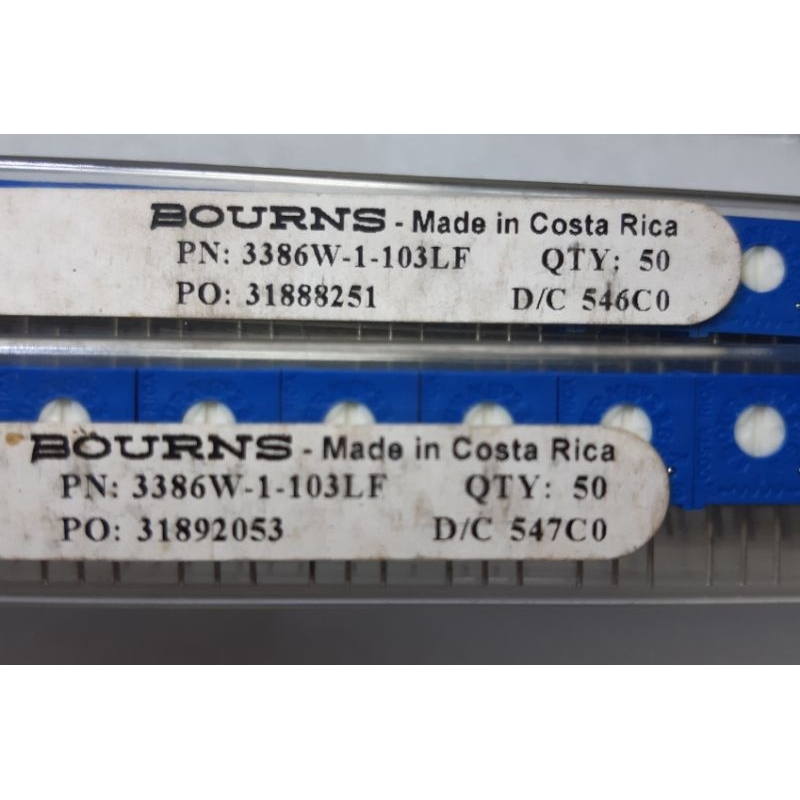 BOURNS - Made in Costa Rica
PN: 3386W-1-103LF QTY: 50
PO: 31888251 D/C 546C0
BOURNS - Made in Costa Rica
PN: 3386W-1-103LF QTY: 50
PO: 31892053 D/C 547C0